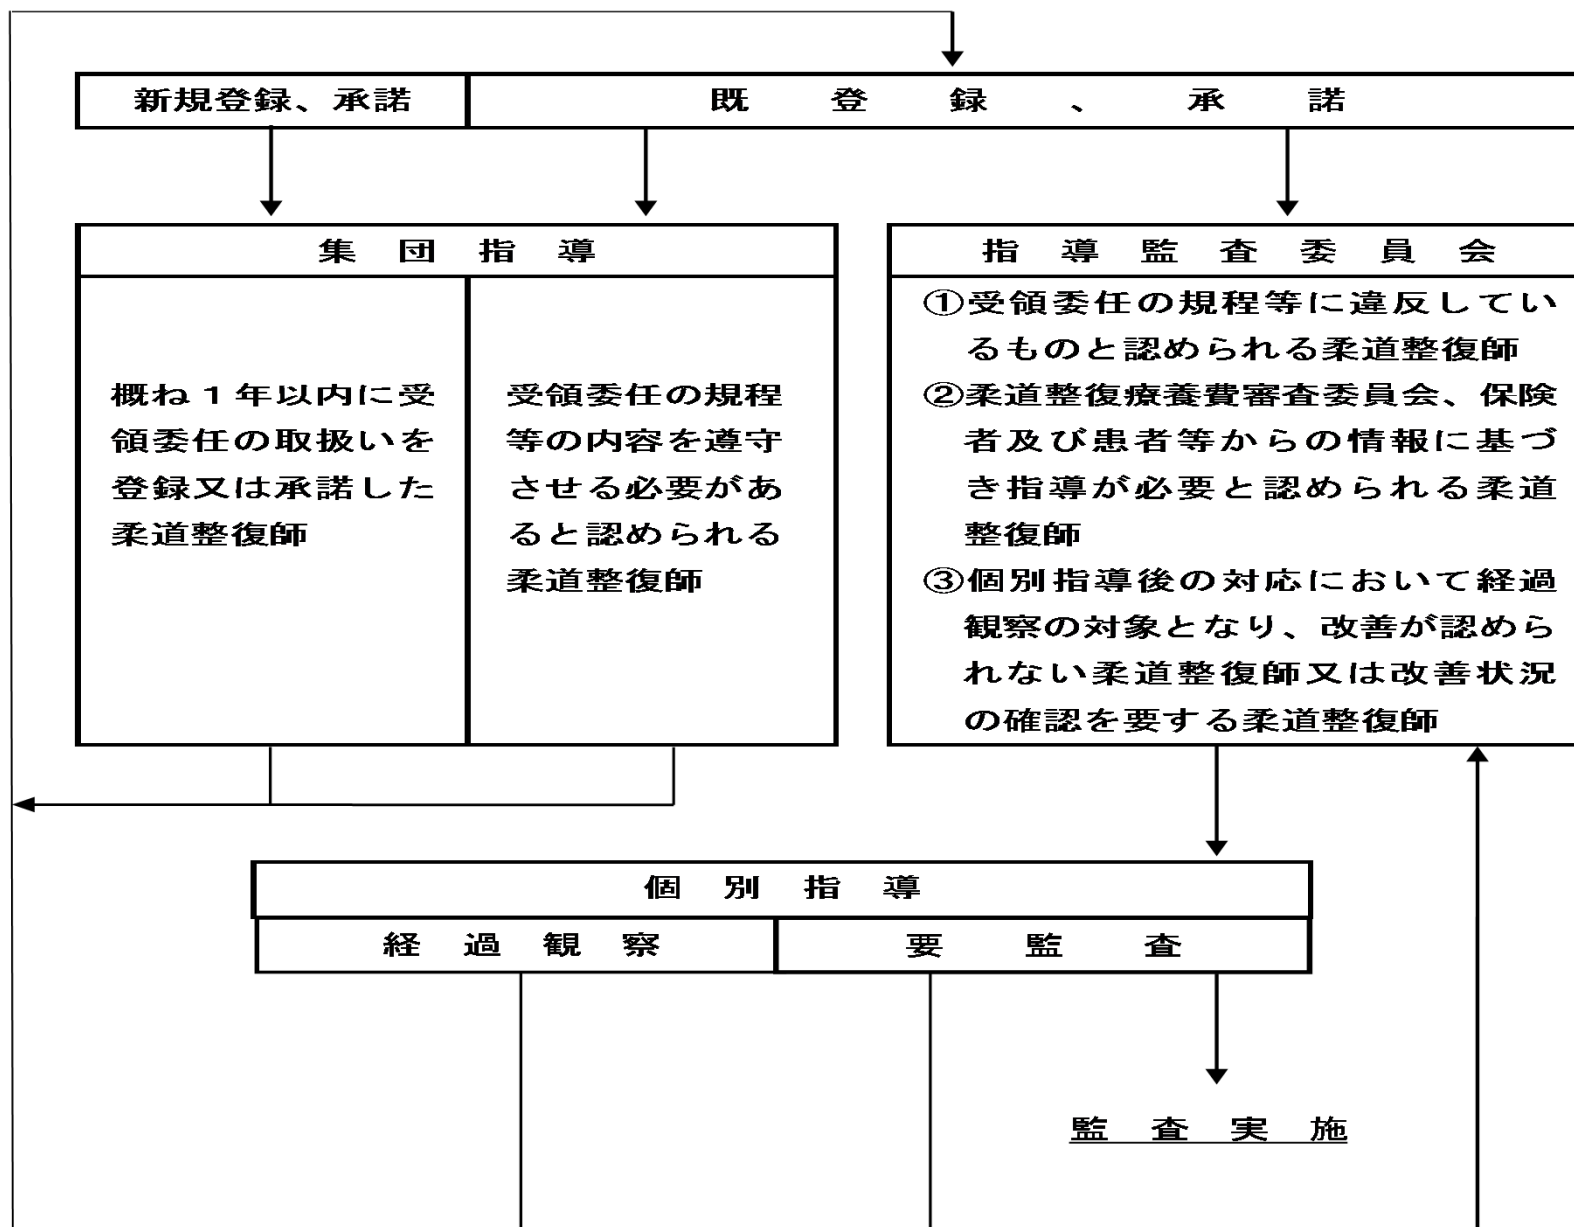 新規登録、承諾
既登録、承諾
集団指導
概ね１年以内に受
領委任の取扱いを
登録又は承諾した
柔道整復師
受領委任の規程
等の内容を遵守
させる必要があ
ると認められる
柔道整復師
指導監査委員会
①受領委任の規程等に違反してい
るものと認められる柔道整復師
②柔道整復療養費審査委員会、保険
者及び患者等からの情報に基づ
き指導が必要と認められる柔道
整復師
③個別指導後の対応において経過
観察の対象となり、改善が認めら
れない柔道整復師又は改善状況
の確認を要する柔道整復師
個別指導
経過観察
要監査
監査実施